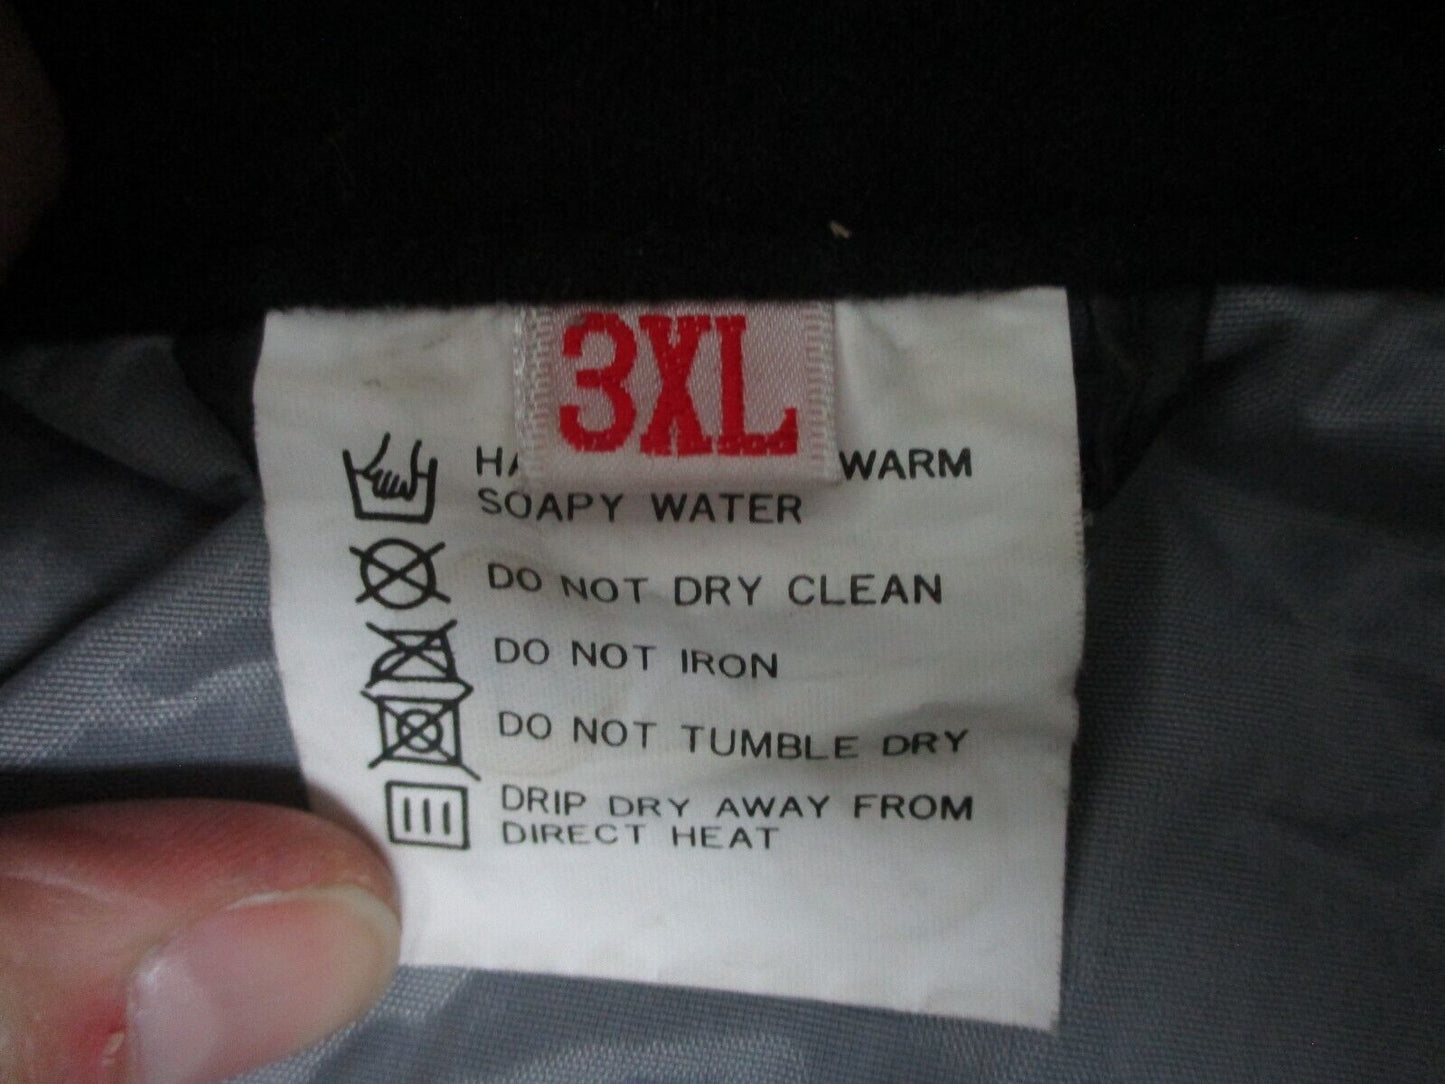 3XL
WARM
SOAPY WATER
DO NOT DRY CLEAN
DO NOT IRON
DO NOT TUMBLE DRY
DRIP DRY AWAY FROM
DIRECT HEAT